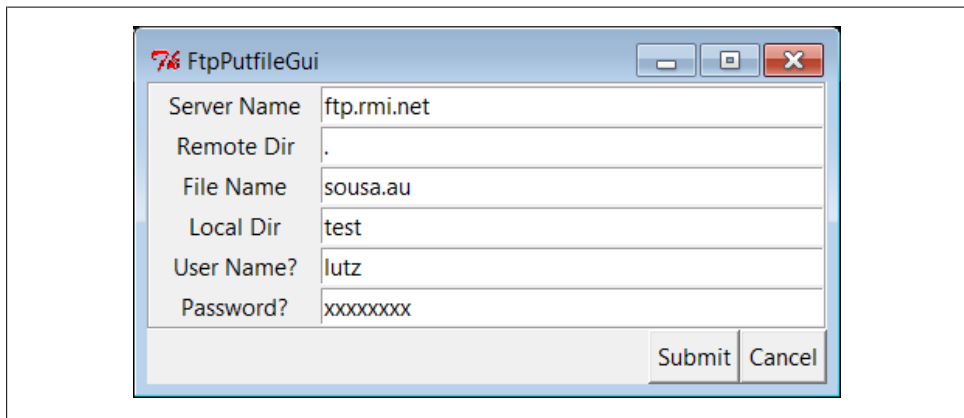 FtpPutfileGui
Server Name ftp.rmi.net
Remote Dir .
File Name sousa.au
Local Dir test
User Name? lutz
Password? xxxxxxxx
Submit Cancel